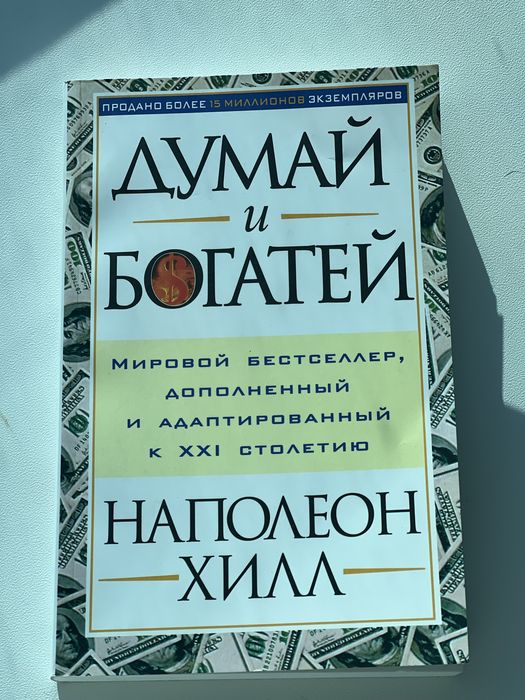 ПРОДАНО БОЛЕЕ 15 МИЛЛИОНОВ ЭКЗЕМПЛЯРОВ
ДУМАЙ
и
БОГАТЕЙ
МИРОВОЙ БЕСТСЕЛЛЕР,
ДОПОЛНЕННЫЙ
И АДАПТИРОВАННЫЙ
К XXI СТОЛЕТИЮ
НАПОЛЕОН
ХИЛЛ